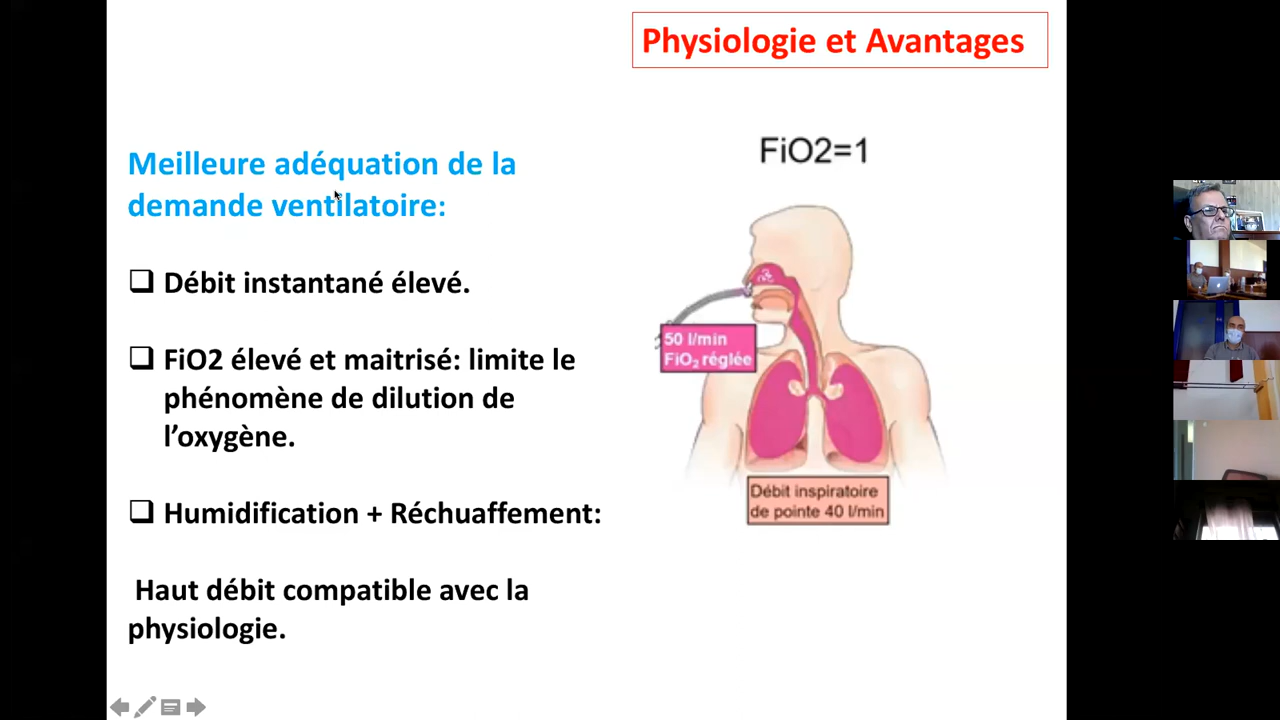 Physiologie et Avantages
Meilleure adéquation de la
demande ventilatoire:
❑ Débit instantané élevé.
❑ FiO2 élevé et maitrisé: limite le
phénomène de dilution de
l’oxygène.
❑ Humidification + Réchuaffement:
Haut débit compatible avec la
physiologie.
FiO2=1
50 l/min
FiO₂ réglée
Débit inspiratoire
de pointe 40 l/min